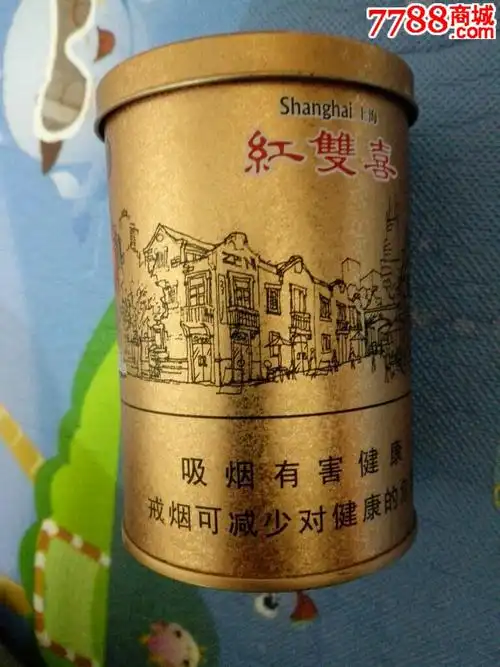 7788商城
Shanghai 上海
紅雙喜
ZEN
吸烟有害健康
戒烟可减少对健康的